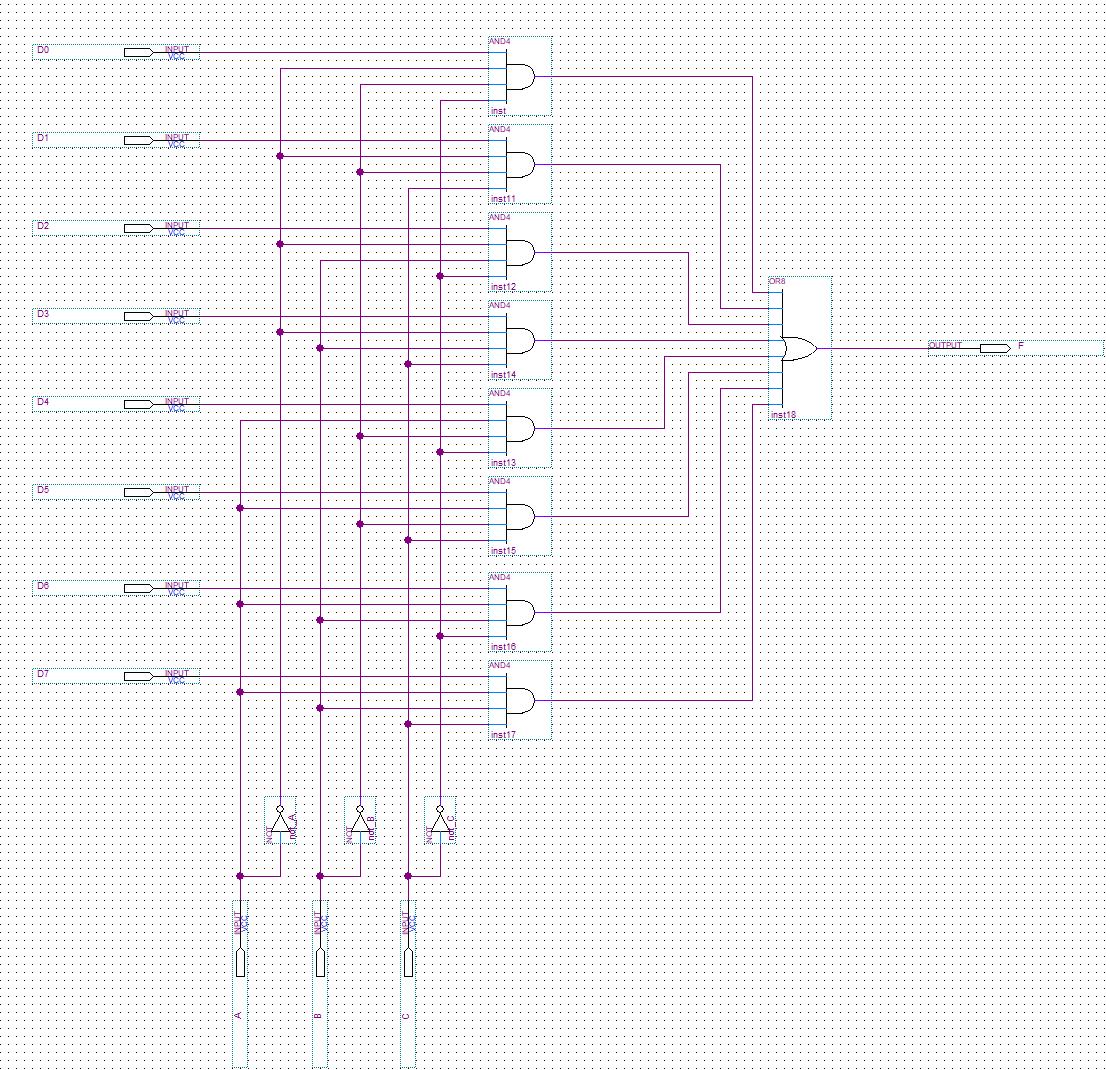 AND4
D0 INPUT
VCC
inst
AND4
D1 INPUT
VCC
inst11
AND4
D2 INPUT
VCC
OR8
inst12
AND4
D3 INPUT
VCC
OUTPUT F
inst14
AND4
D4 INPUT
VCC
inst18
inst13
AND4
D5 INPUT
VCC
inst15
AND4
D6 INPUT
VCC
inst16
AND4
D7 INPUT
VCC
inst17
NOT
not_A
NOT
not_B
NOT
not_C
INPUT
VCC
A
INPUT
VCC
B
INPUT
VCC
C